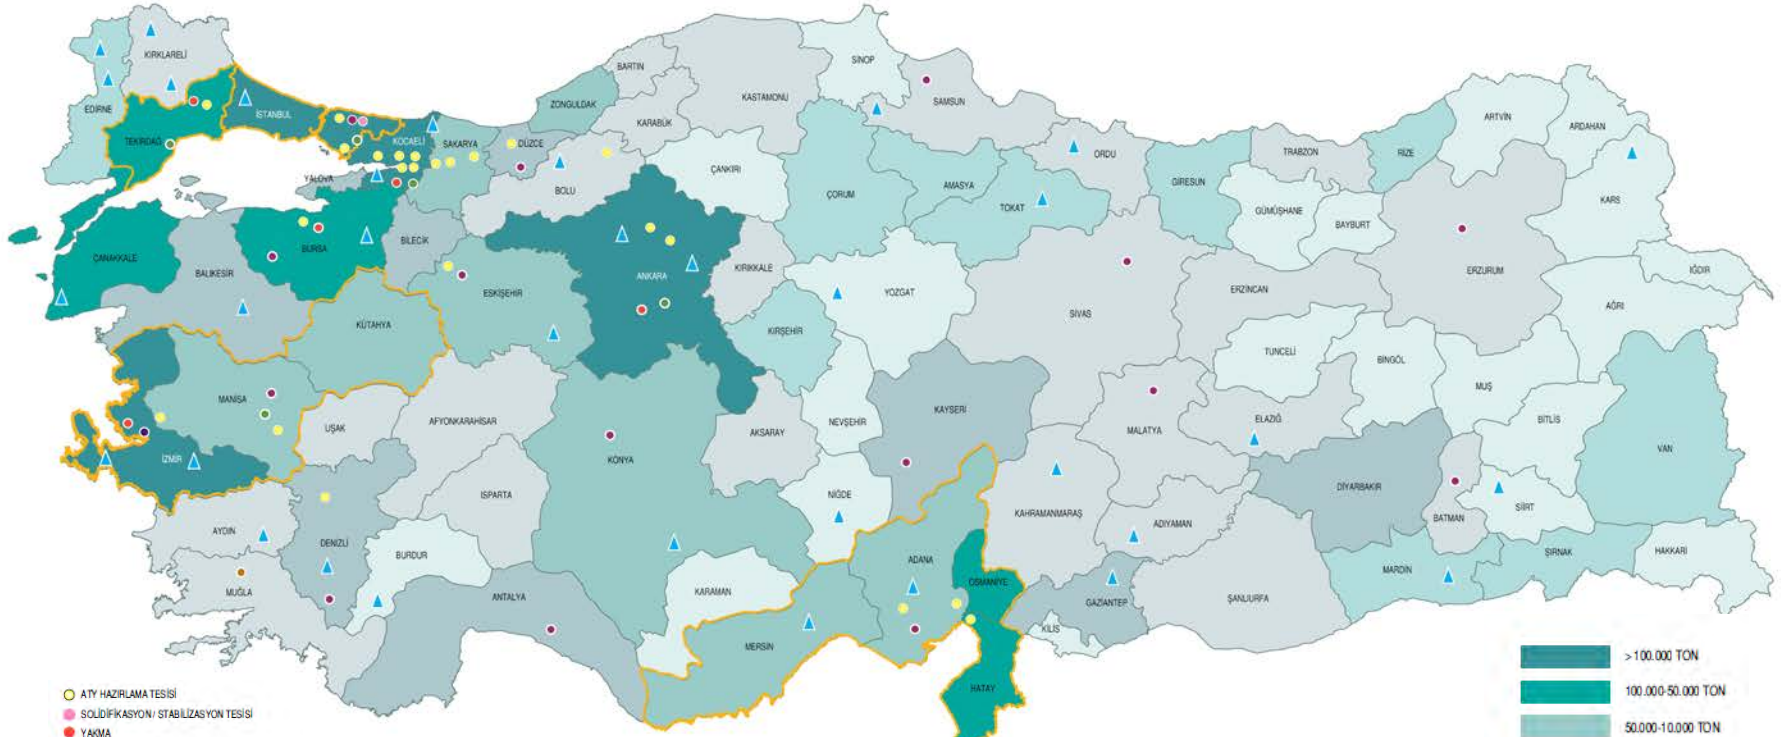 KIRKLARELİ
EDİRNE
TEKİRDAĞ
İSTANBUL
KOCAELİ
YALOVA
SAKARYA
DÜZCE
BOLU
ZONGULDAK
BARTIN
KARABÜK
KASTAMONU
SİNOP
SAMSUN
ÇANKIRI
ÇORUM
AMASYA
TOKAT
ORDU
GİRESUN
TRABZON
GÜMÜŞHANE
BAYBURT
RİZE
ARTVİN
ARDAHAN
KARS
IĞDIR
AĞRI
ERZURUM
ERZİNCAN
ÇANAKKALE
BALIKESİR
BURSA
BİLECİK
KÜTAHYA
ESKİŞEHİR
ANKARA
KIRIKKALE
KIRŞEHİR
YOZGAT
SİVAS
TUNCELİ
BİNGÖL
MUŞ
BİTLİS
VAN
MANİSA
İZMİR
UŞAK
AFYONKARAHİSAR
KONYA
AKSARAY
NEVŞEHİR
KAYSERİ
MALATYA
ELAZIĞ
DİYARBAKIR
BATMAN
SİİRT
AYDIN
DENİZLİ
ISPARTA
BURDUR
MUĞLA
ANTALYA
KARAMAN
NİĞDE
MERSİN
ADANA
OSMANİYE
HATAY
KAHRAMANMARAŞ
ADIYAMAN
GAZİANTEP
KİLİS
ŞANLIURFA
MARDİN
ŞIRNAK
HAKKARİ
ATY HAZIRLAMA TESİSİ
SOLİDİFİKASYON / STABİLİZASYON TESİSİ
YAKMA
>100.000 TON
100.000-50.000 TON
50.000-10.000 TON